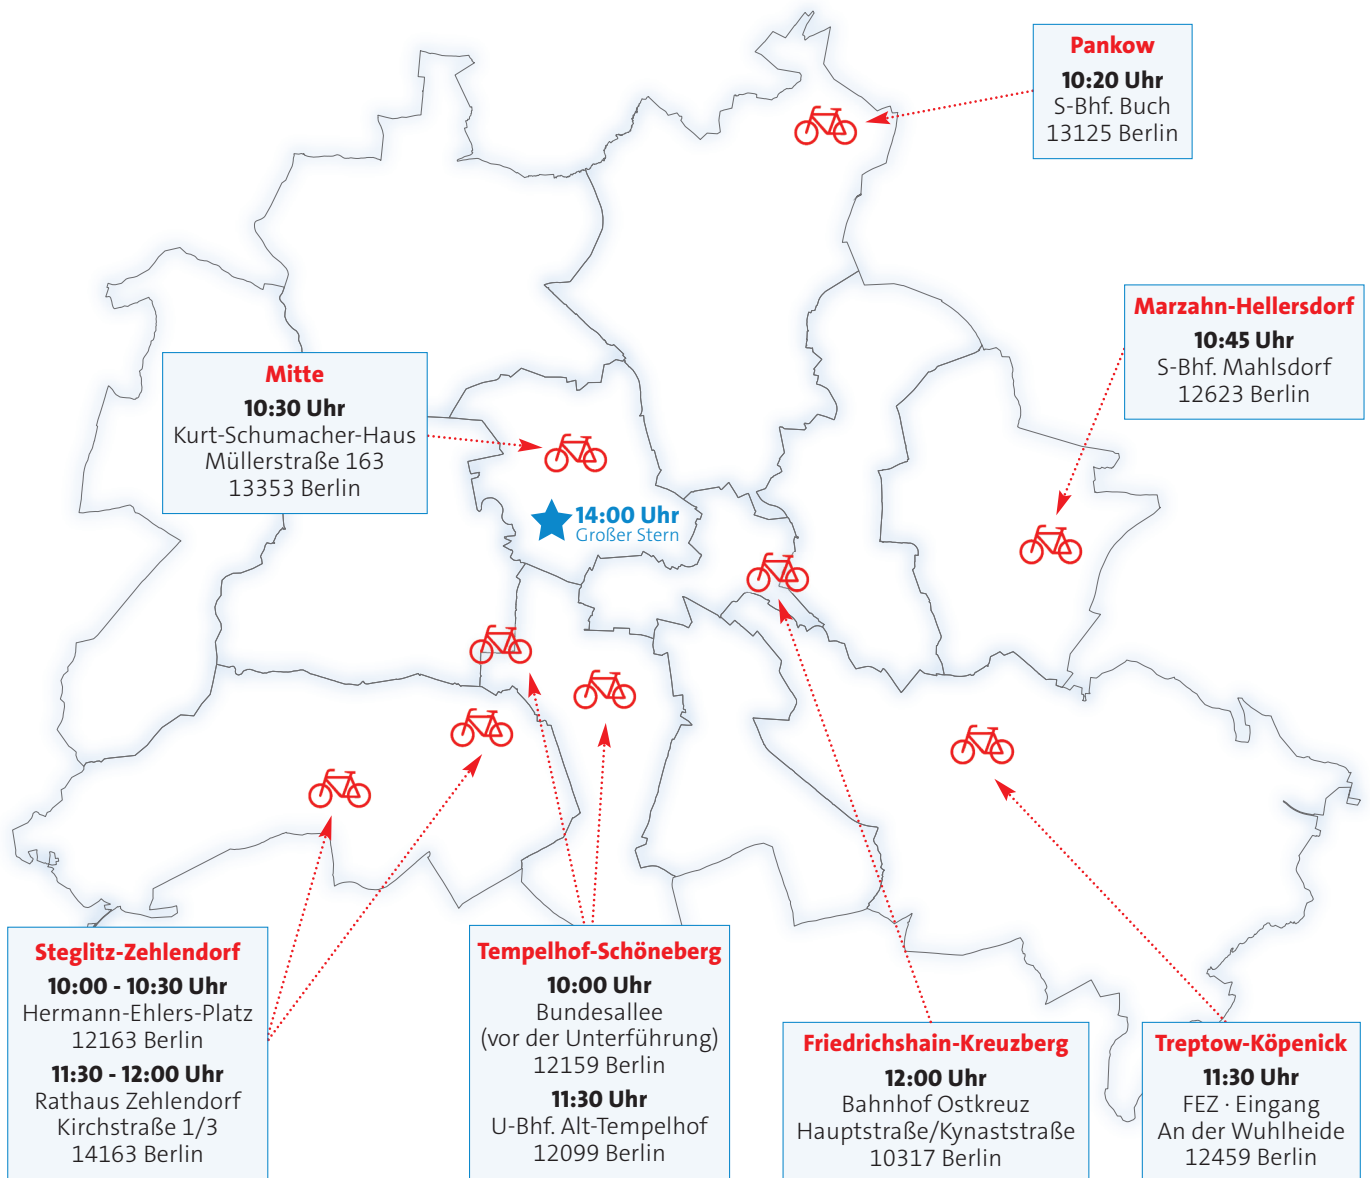 Pankow
10:20 Uhr
S-Bhf. Buch
13125 Berlin
Marzahn-Hellersdorf
10:45 Uhr
S-Bhf. Mahlsdorf
12623 Berlin
Mitte
10:30 Uhr
Kurt-Schumacher-Haus
Müllerstraße 163
13353 Berlin
14:00 Uhr
Großer Stern
Steglitz-Zehlendorf
10:00 - 10:30 Uhr
Hermann-Ehlers-Platz
12163 Berlin
11:30 - 12:00 Uhr
Rathaus Zehlendorf
Kirchstraße 1/3
14163 Berlin
Tempelhof-Schöneberg
10:00 Uhr
Bundesallee
(vor der Unterführung)
12159 Berlin
11:30 Uhr
U-Bhf. Alt-Tempelhof
12099 Berlin
Friedrichshain-Kreuzberg
12:00 Uhr
Bahnhof Ostkreuz
Hauptstraße/Kynaststraße
10317 Berlin
Treptow-Köpenick
11:30 Uhr
FEZ · Eingang
An der Wuhlheide
12459 Berlin